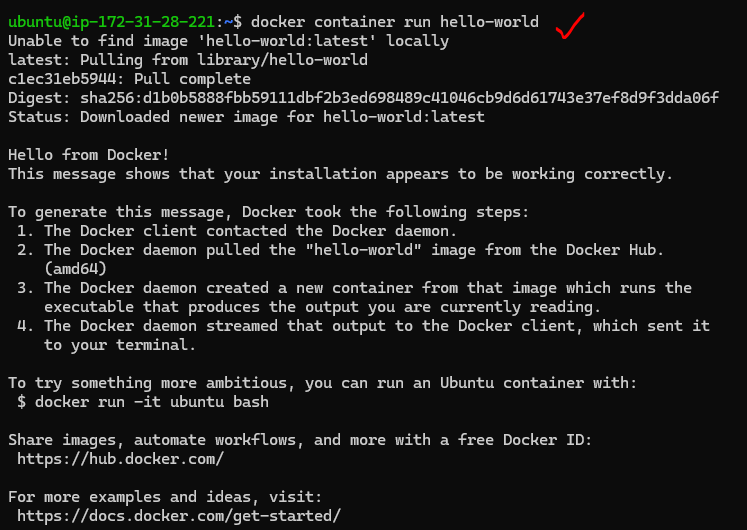 ubuntu@ip-172-31-28-221:~$ docker container run hello-world
Unable to find image 'hello-world:latest' locally
latest: Pulling from library/hello-world
c1ec31eb5944: Pull complete
Digest: sha256:d1b0b5888fbb59111dbf2b3ed698489c41046cb9d6d61743e37ef8d9f3dda06f
Status: Downloaded newer image for hello-world:latest

Hello from Docker!
This message shows that your installation appears to be working correctly.

To generate this message, Docker took the following steps:
 1. The Docker client contacted the Docker daemon.
 2. The Docker daemon pulled the "hello-world" image from the Docker Hub.
    (amd64)
 3. The Docker daemon created a new container from that image which runs the
    executable that produces the output you are currently reading.
 4. The Docker daemon streamed that output to the Docker client, which sent it
    to your terminal.

To try something more ambitious, you can run an Ubuntu container with:
 $ docker run -it ubuntu bash

Share images, automate workflows, and more with a free Docker ID:
 https://hub.docker.com/

For more examples and ideas, visit:
 https://docs.docker.com/get-started/